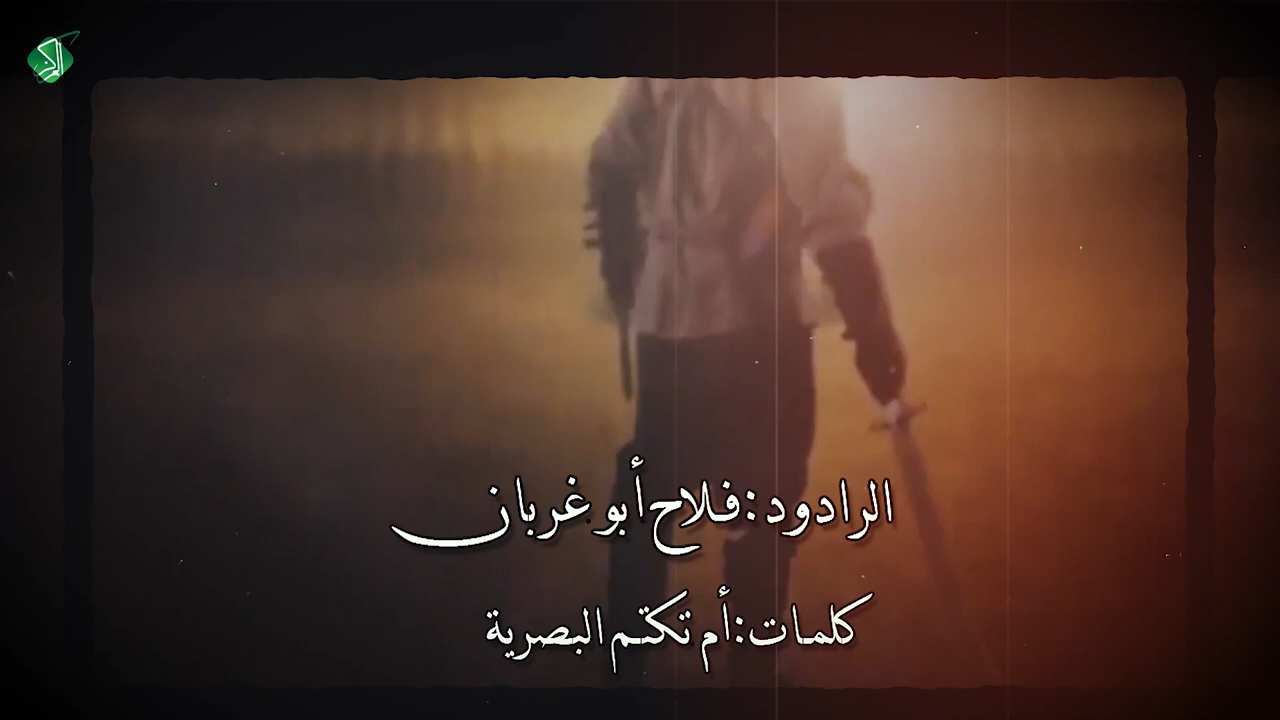 الرادود:فلاح أبو غربان
كلمات:أم تكتم البصرية